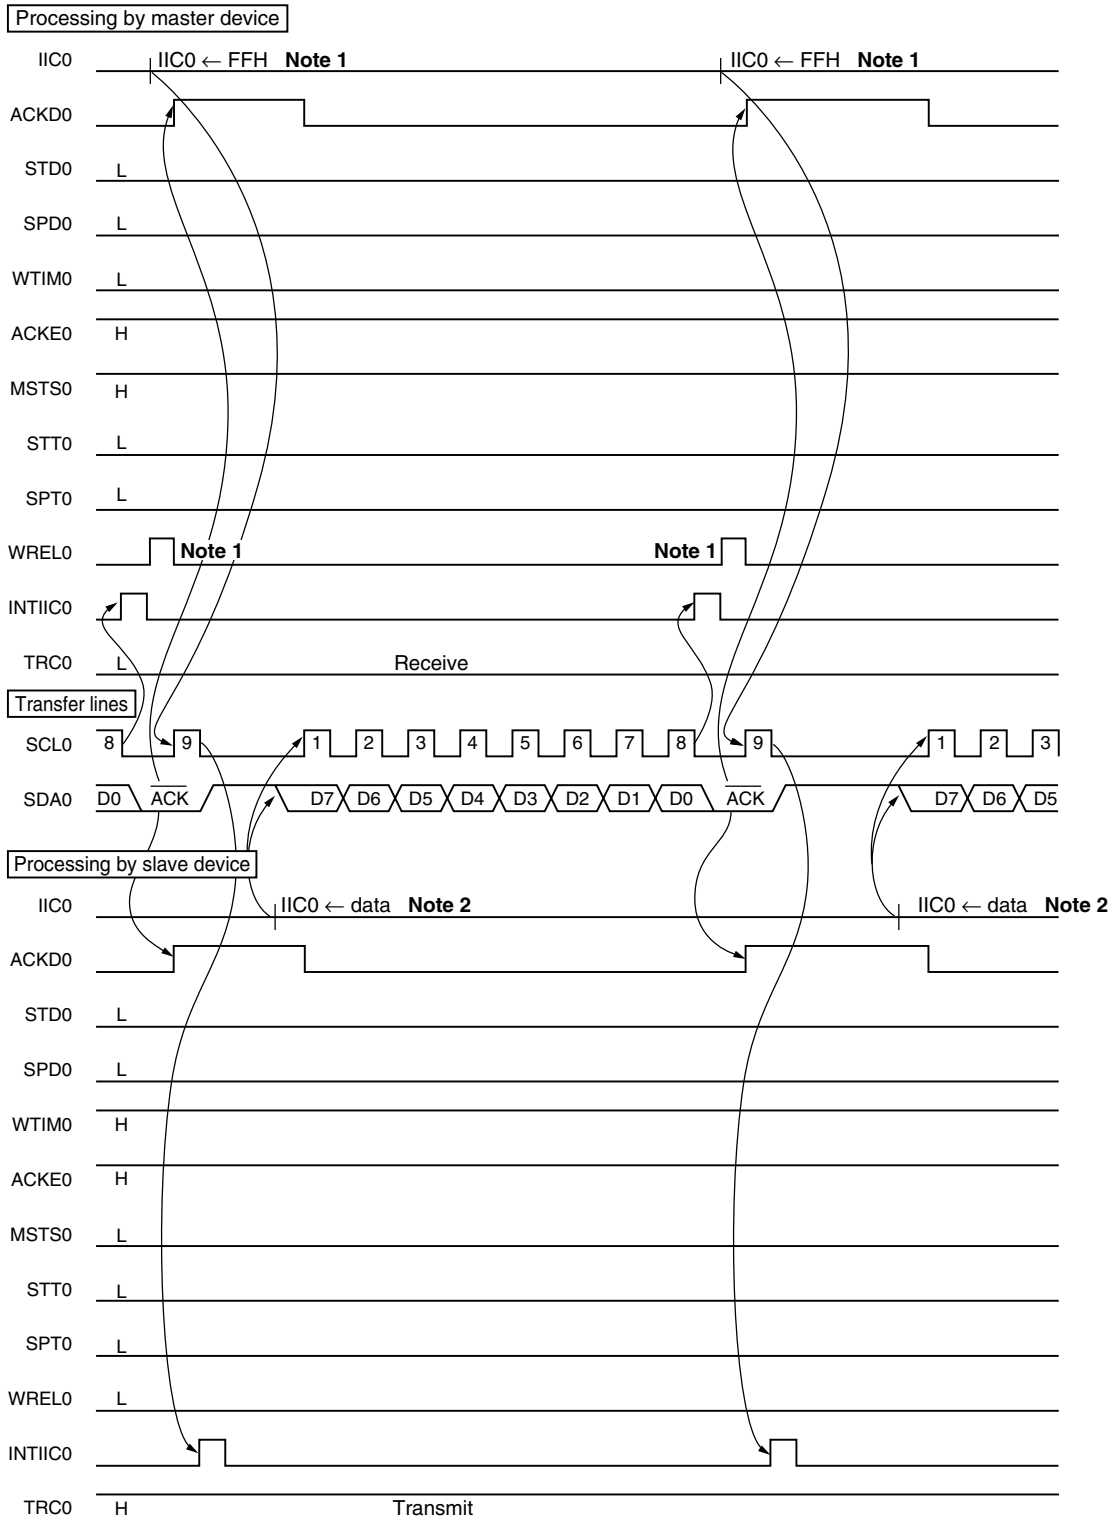 Processing by master device
IIC0 IIC0 ← FFH Note 1 IIC0 ← FFH Note 1
ACKD0
STD0 L
SPD0 L
WTIM0 L
ACKE0 H
MSTS0 H
STT0 L
SPT0 L
WREL0 Note 1 Note 1
INTIIC0
TRC0 L Receive
Transfer lines
SCL0 8 9 1 2 3 4 5 6 7 8 9 1 2 3
SDA0 D0 ACK D7 D6 D5 D4 D3 D2 D1 D0 ACK D7 D6 D5
Processing by slave device
IIC0 IIC0 ← data Note 2 IIC0 ← data Note 2
ACKD0
STD0 L
SPD0 L
WTIM0 H
ACKE0 H
MSTS0 L
STT0 L
SPT0 L
WREL0 L
INTIIC0
TRC0 H Transmit